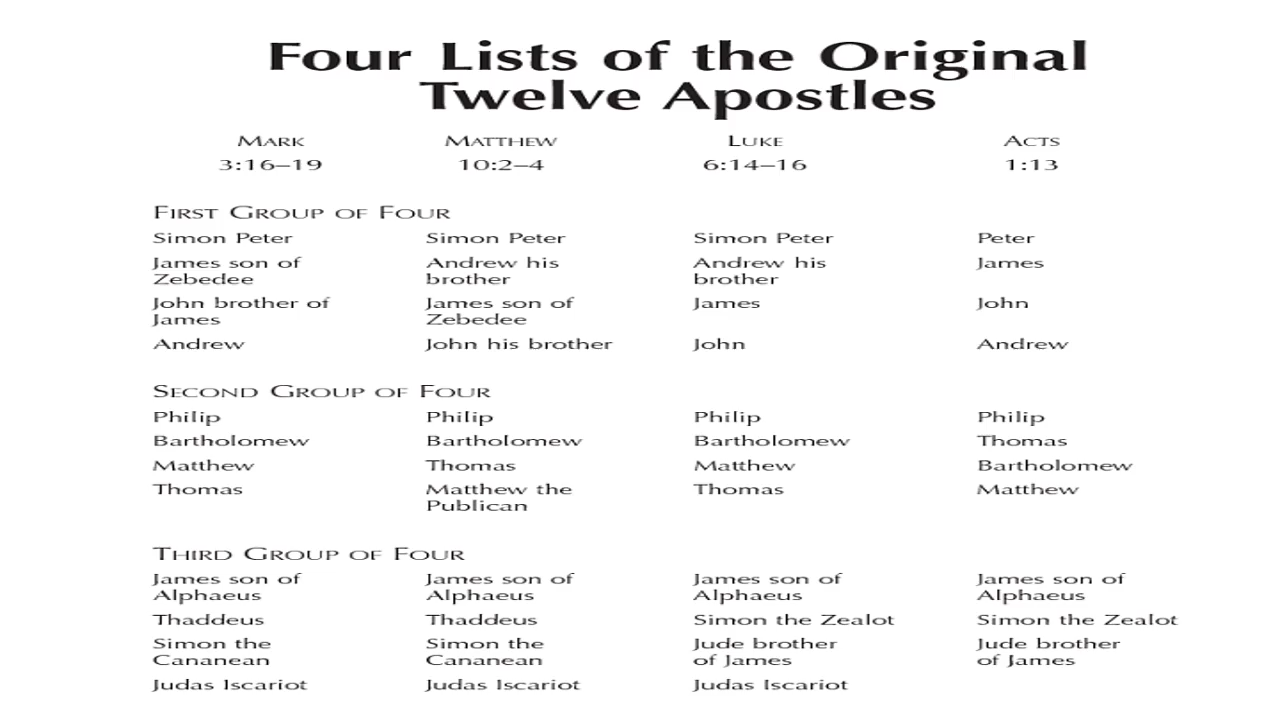 Four Lists of the Original
Twelve Apostles
MARK MATTHEW LUKE ACTS
3:16–19 10:2–4 6:14–16 1:13
FIRST GROUP OF FOUR
Simon Peter Simon Peter Simon Peter Peter
James son of Andrew his Andrew his James
Zebedee brother brother
John brother of James son of James John
James Zebedee
Andrew John his brother John Andrew
SECOND GROUP OF FOUR
Philip Philip Philip Philip
Bartholomew Bartholomew Bartholomew Thomas
Matthew Thomas Matthew Bartholomew
Thomas Matthew the Thomas Matthew
Publican
THIRD GROUP OF FOUR
James son of James son of James son of James son of
Alphaeus Alphaeus Alphaeus Alphaeus
Thaddeus Thaddeus Simon the Zealot Simon the Zealot
Simon the Simon the Jude brother Jude brother
Cananean Cananean of James of James
Judas Iscariot Judas Iscariot Judas Iscariot